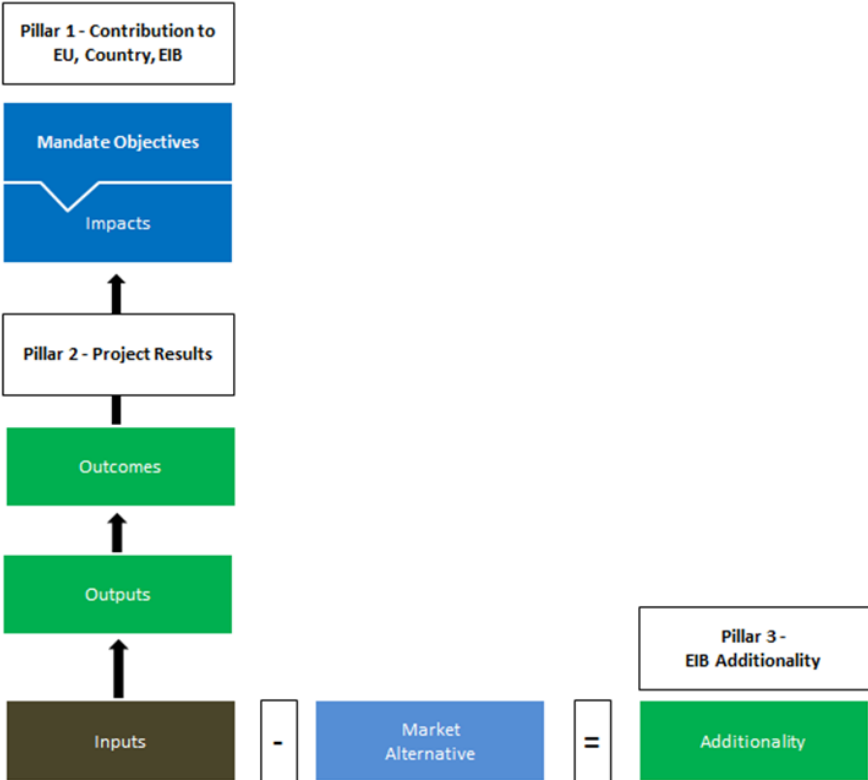 Pillar 1 - Contribution to
EU, Country, EIB
Mandate Objectives
Impacts
Pillar 2 - Project Results
Outcomes
Outputs
Pillar 3 -
EIB Additionality
Inputs
-
Market
Alternative
=
Additionality